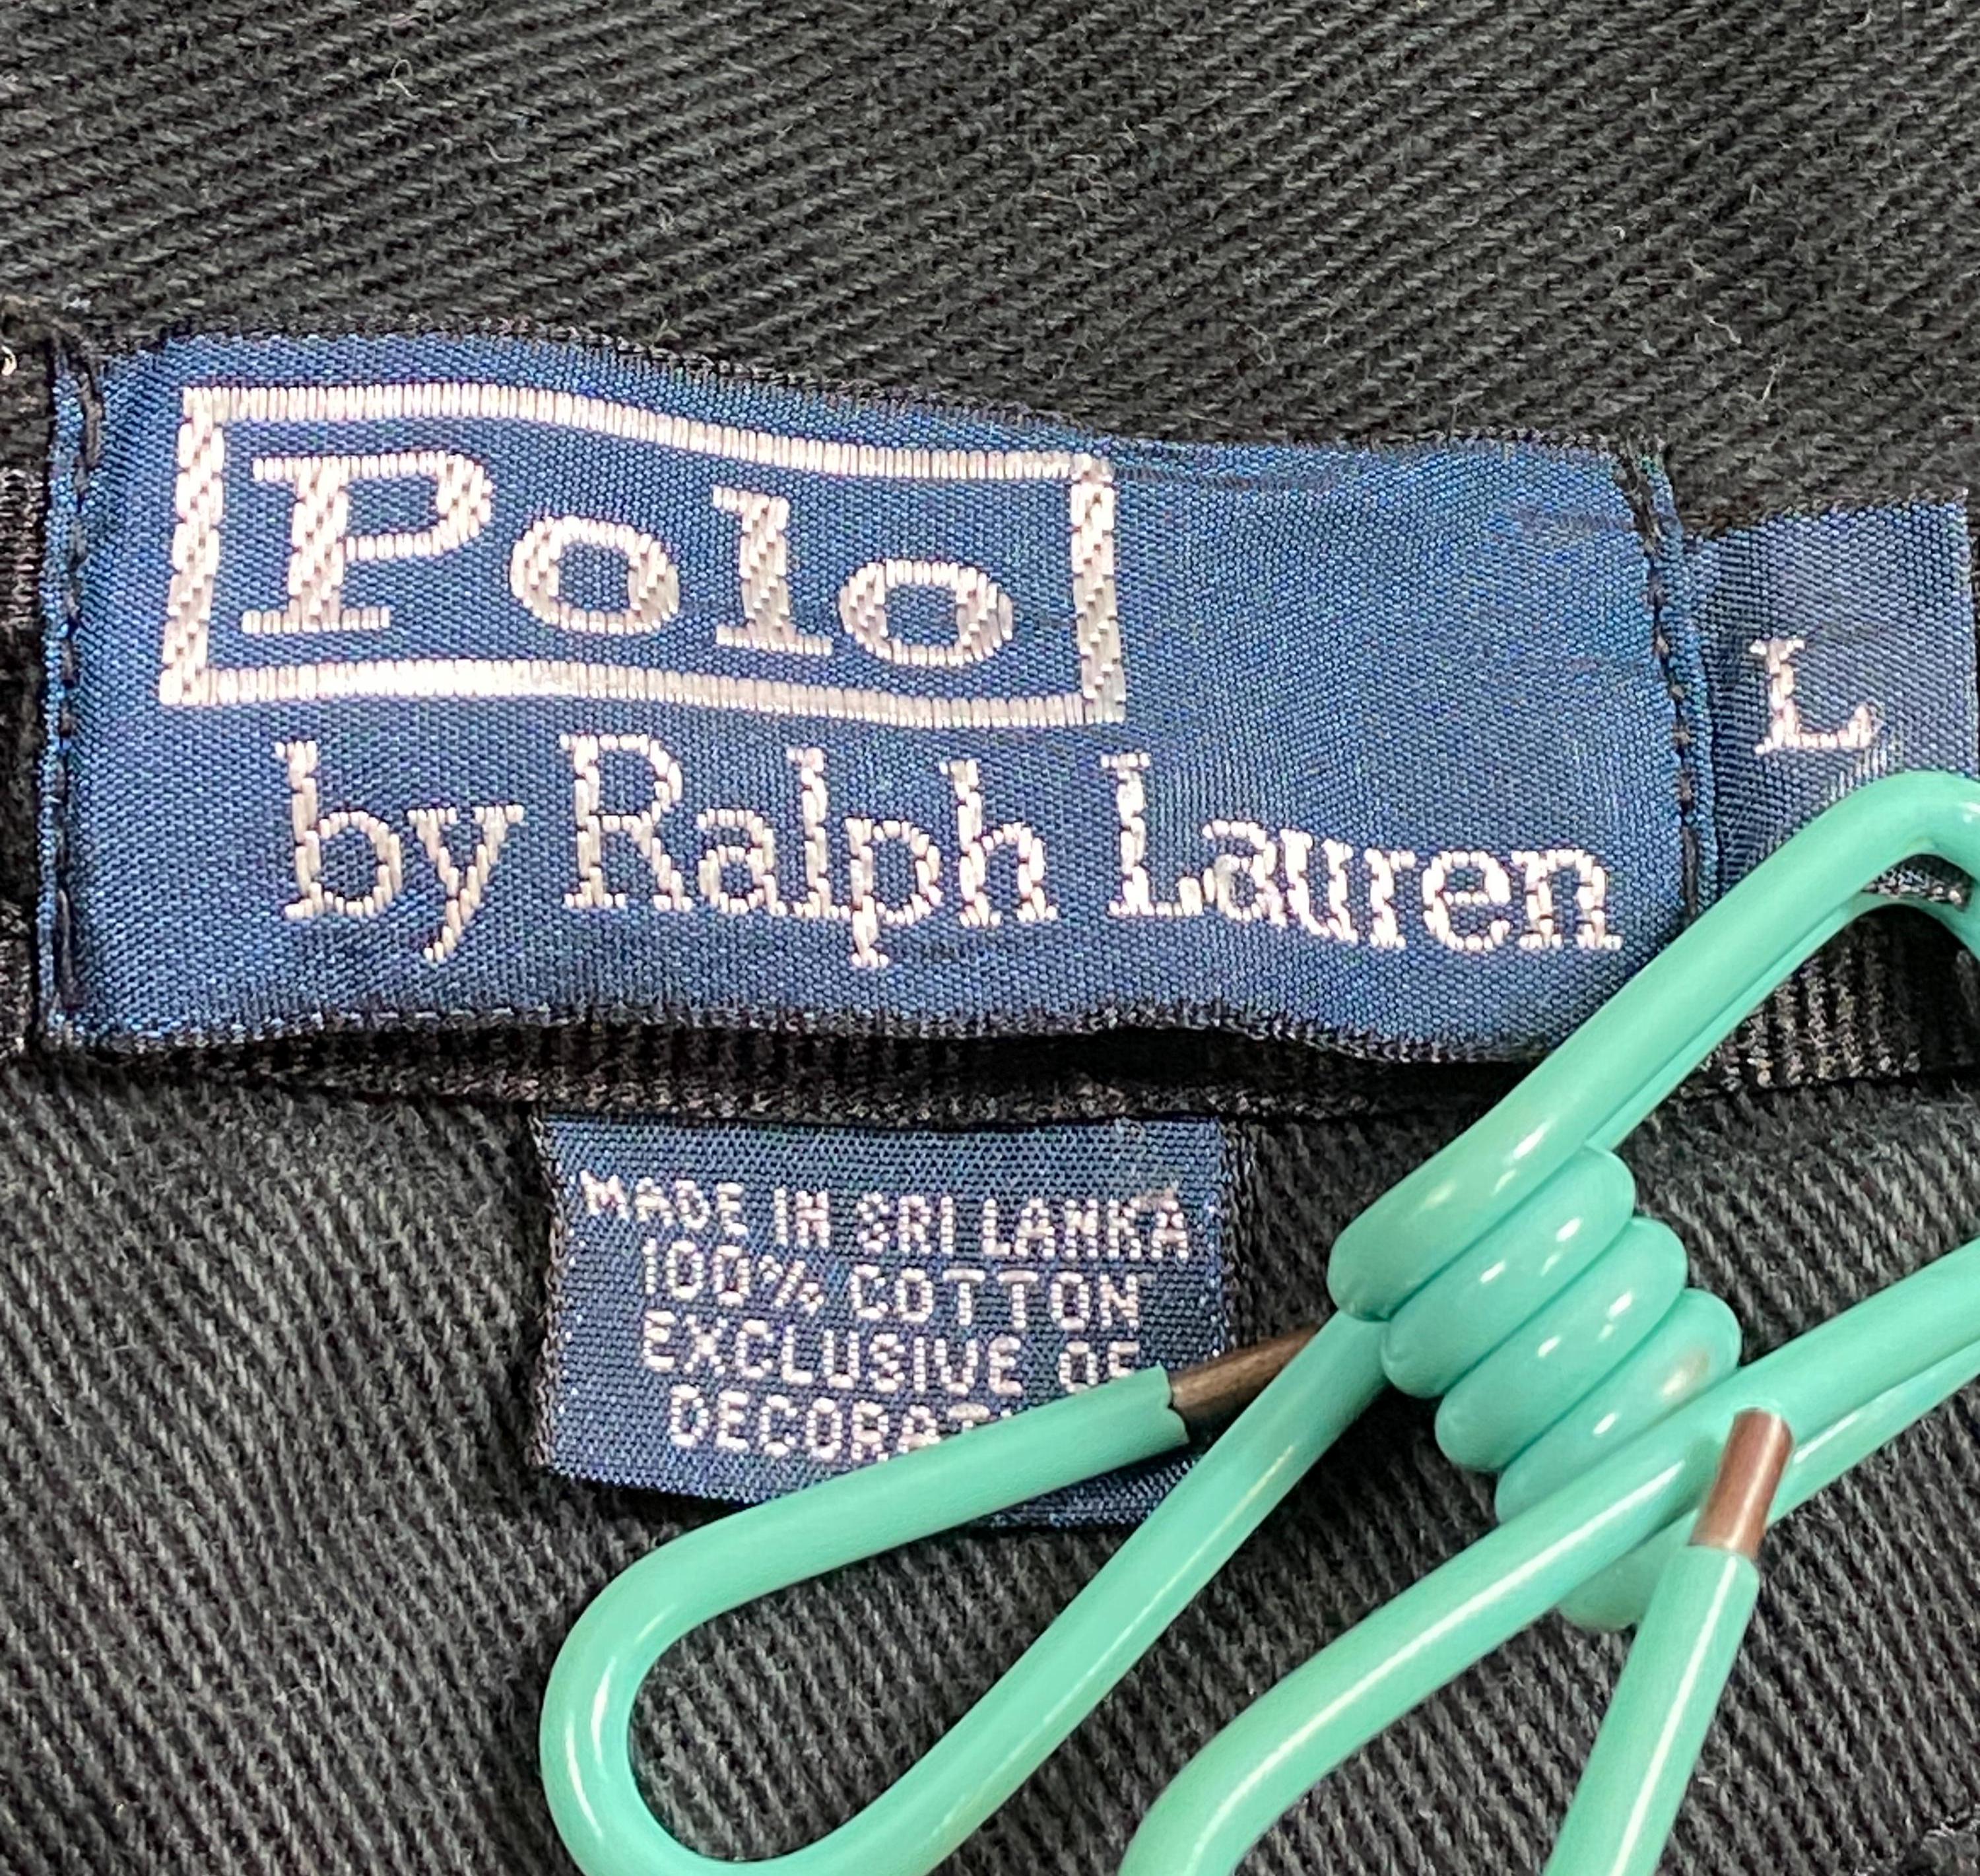 Polo
by Ralph Lauren
L
MADE IN SRI LANKA
100% COTTON
EXCLUSIVE OF